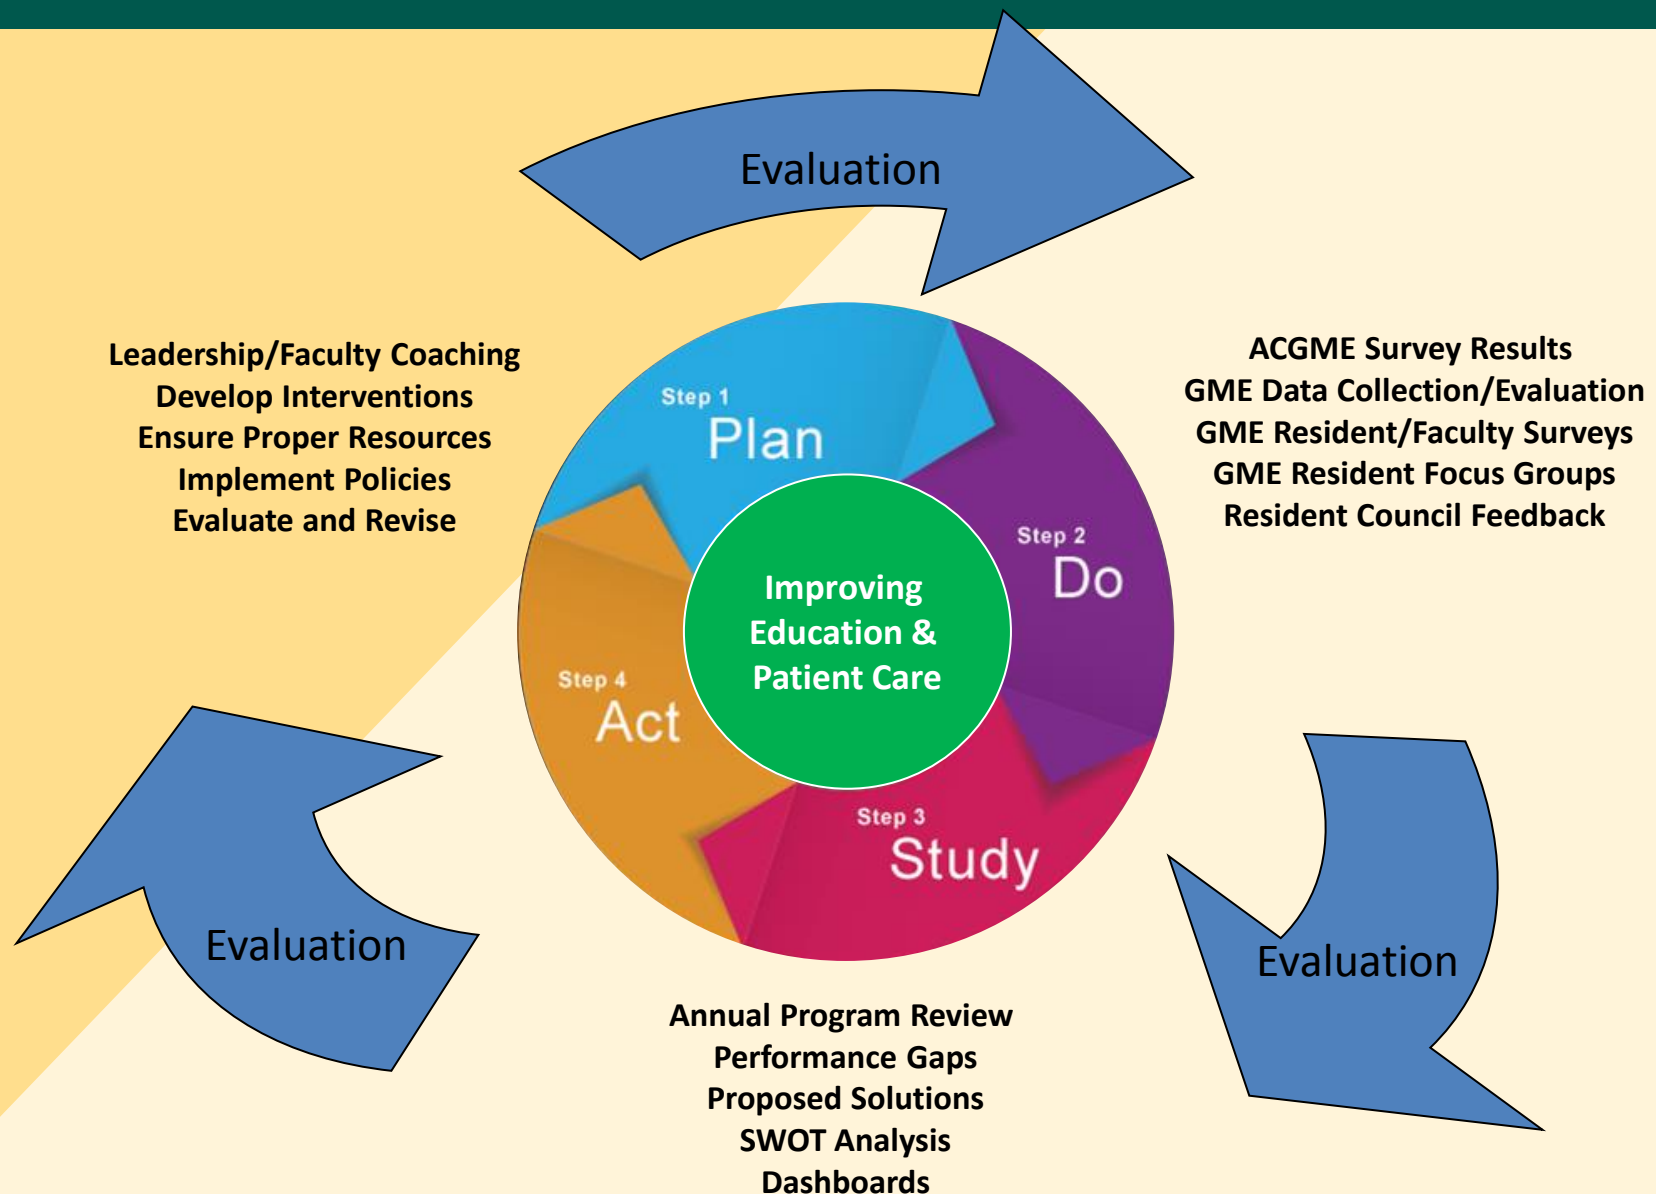 Evaluation
Leadership/Faculty Coaching
Develop Interventions
Ensure Proper Resources
Implement Policies
Evaluate and Revise
Step 1
Plan
ACGME Survey Results
GME Data Collection/Evaluation
GME Resident/Faculty Surveys
GME Resident Focus Groups
Resident Council Feedback
Step 2
Do
Improving
Education &
Patient Care
Step 4
Act
Step 3
Study
Evaluation
Evaluation
Annual Program Review
Performance Gaps
Proposed Solutions
SWOT Analysis
Dashboards